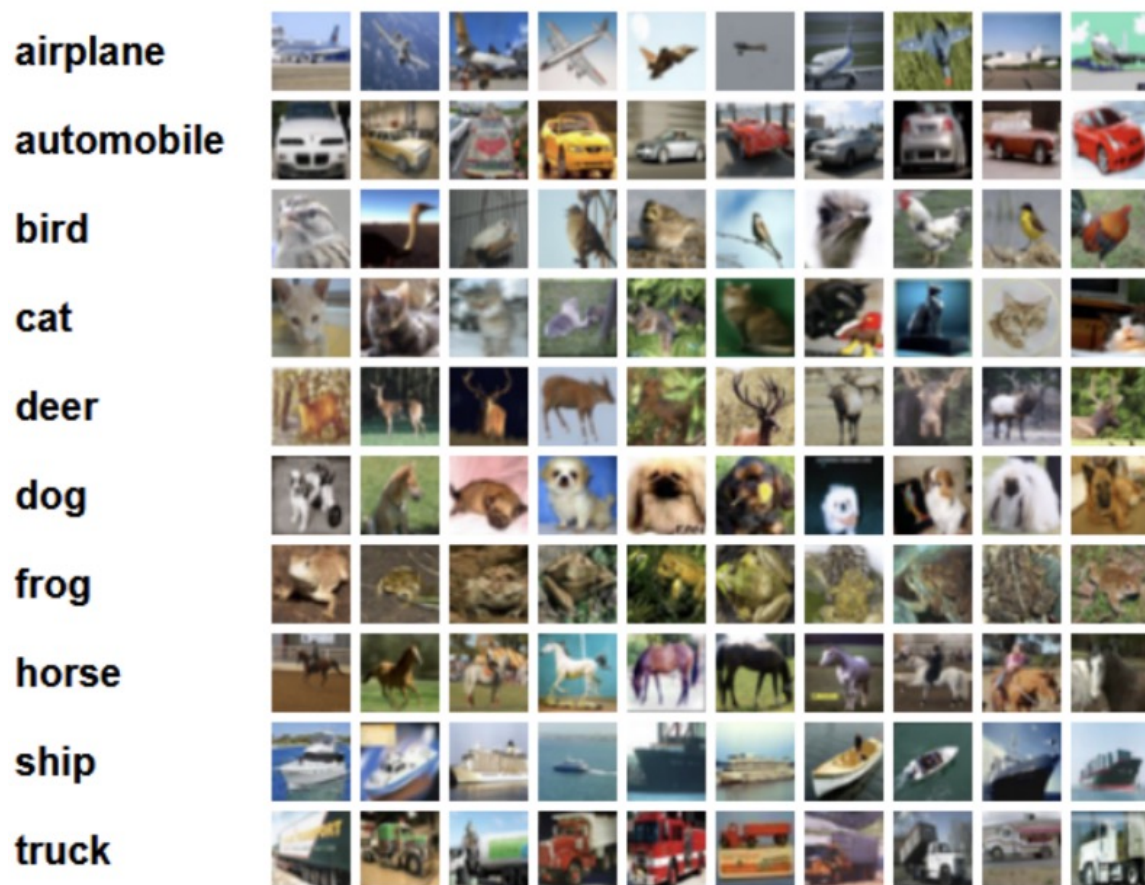 airplane
automobile
bird
cat
deer
dog
frog
horse
ship
truck